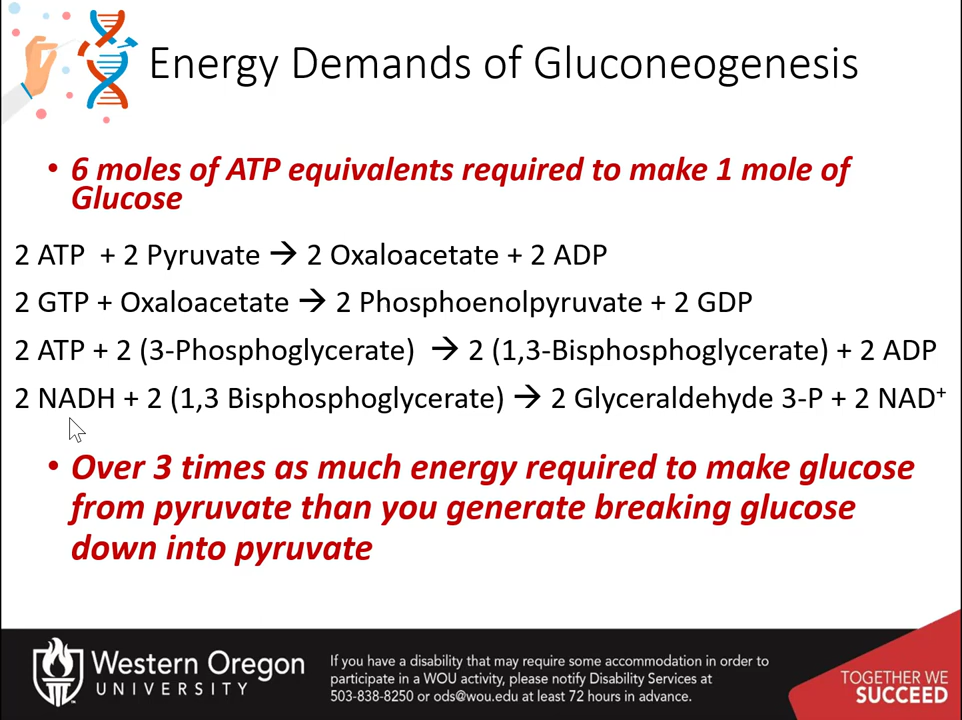 Energy Demands of Gluconeogenesis
• 6 moles of ATP equivalents required to make 1 mole of
Glucose
2 ATP + 2 Pyruvate → 2 Oxaloacetate + 2 ADP
2 GTP + Oxaloacetate → 2 Phosphoenolpyruvate + 2 GDP
2 ATP + 2 (3-Phosphoglycerate) → 2 (1,3-Bisphosphoglycerate) + 2 ADP
2 NADH + 2 (1,3 Bisphosphoglycerate) → 2 Glyceraldehyde 3-P + 2 NAD⁺
• Over 3 times as much energy required to make glucose
from pyruvate than you generate breaking glucose
down into pyruvate
Western Oregon
UNIVERSITY
If you have a disability that may require some accommodation in order to
participate in a WOU activity, please notify Disability Services at
503-838-8250 or ods@wou.edu at least 72 hours in advance.
TOGETHER WE
SUCCEED